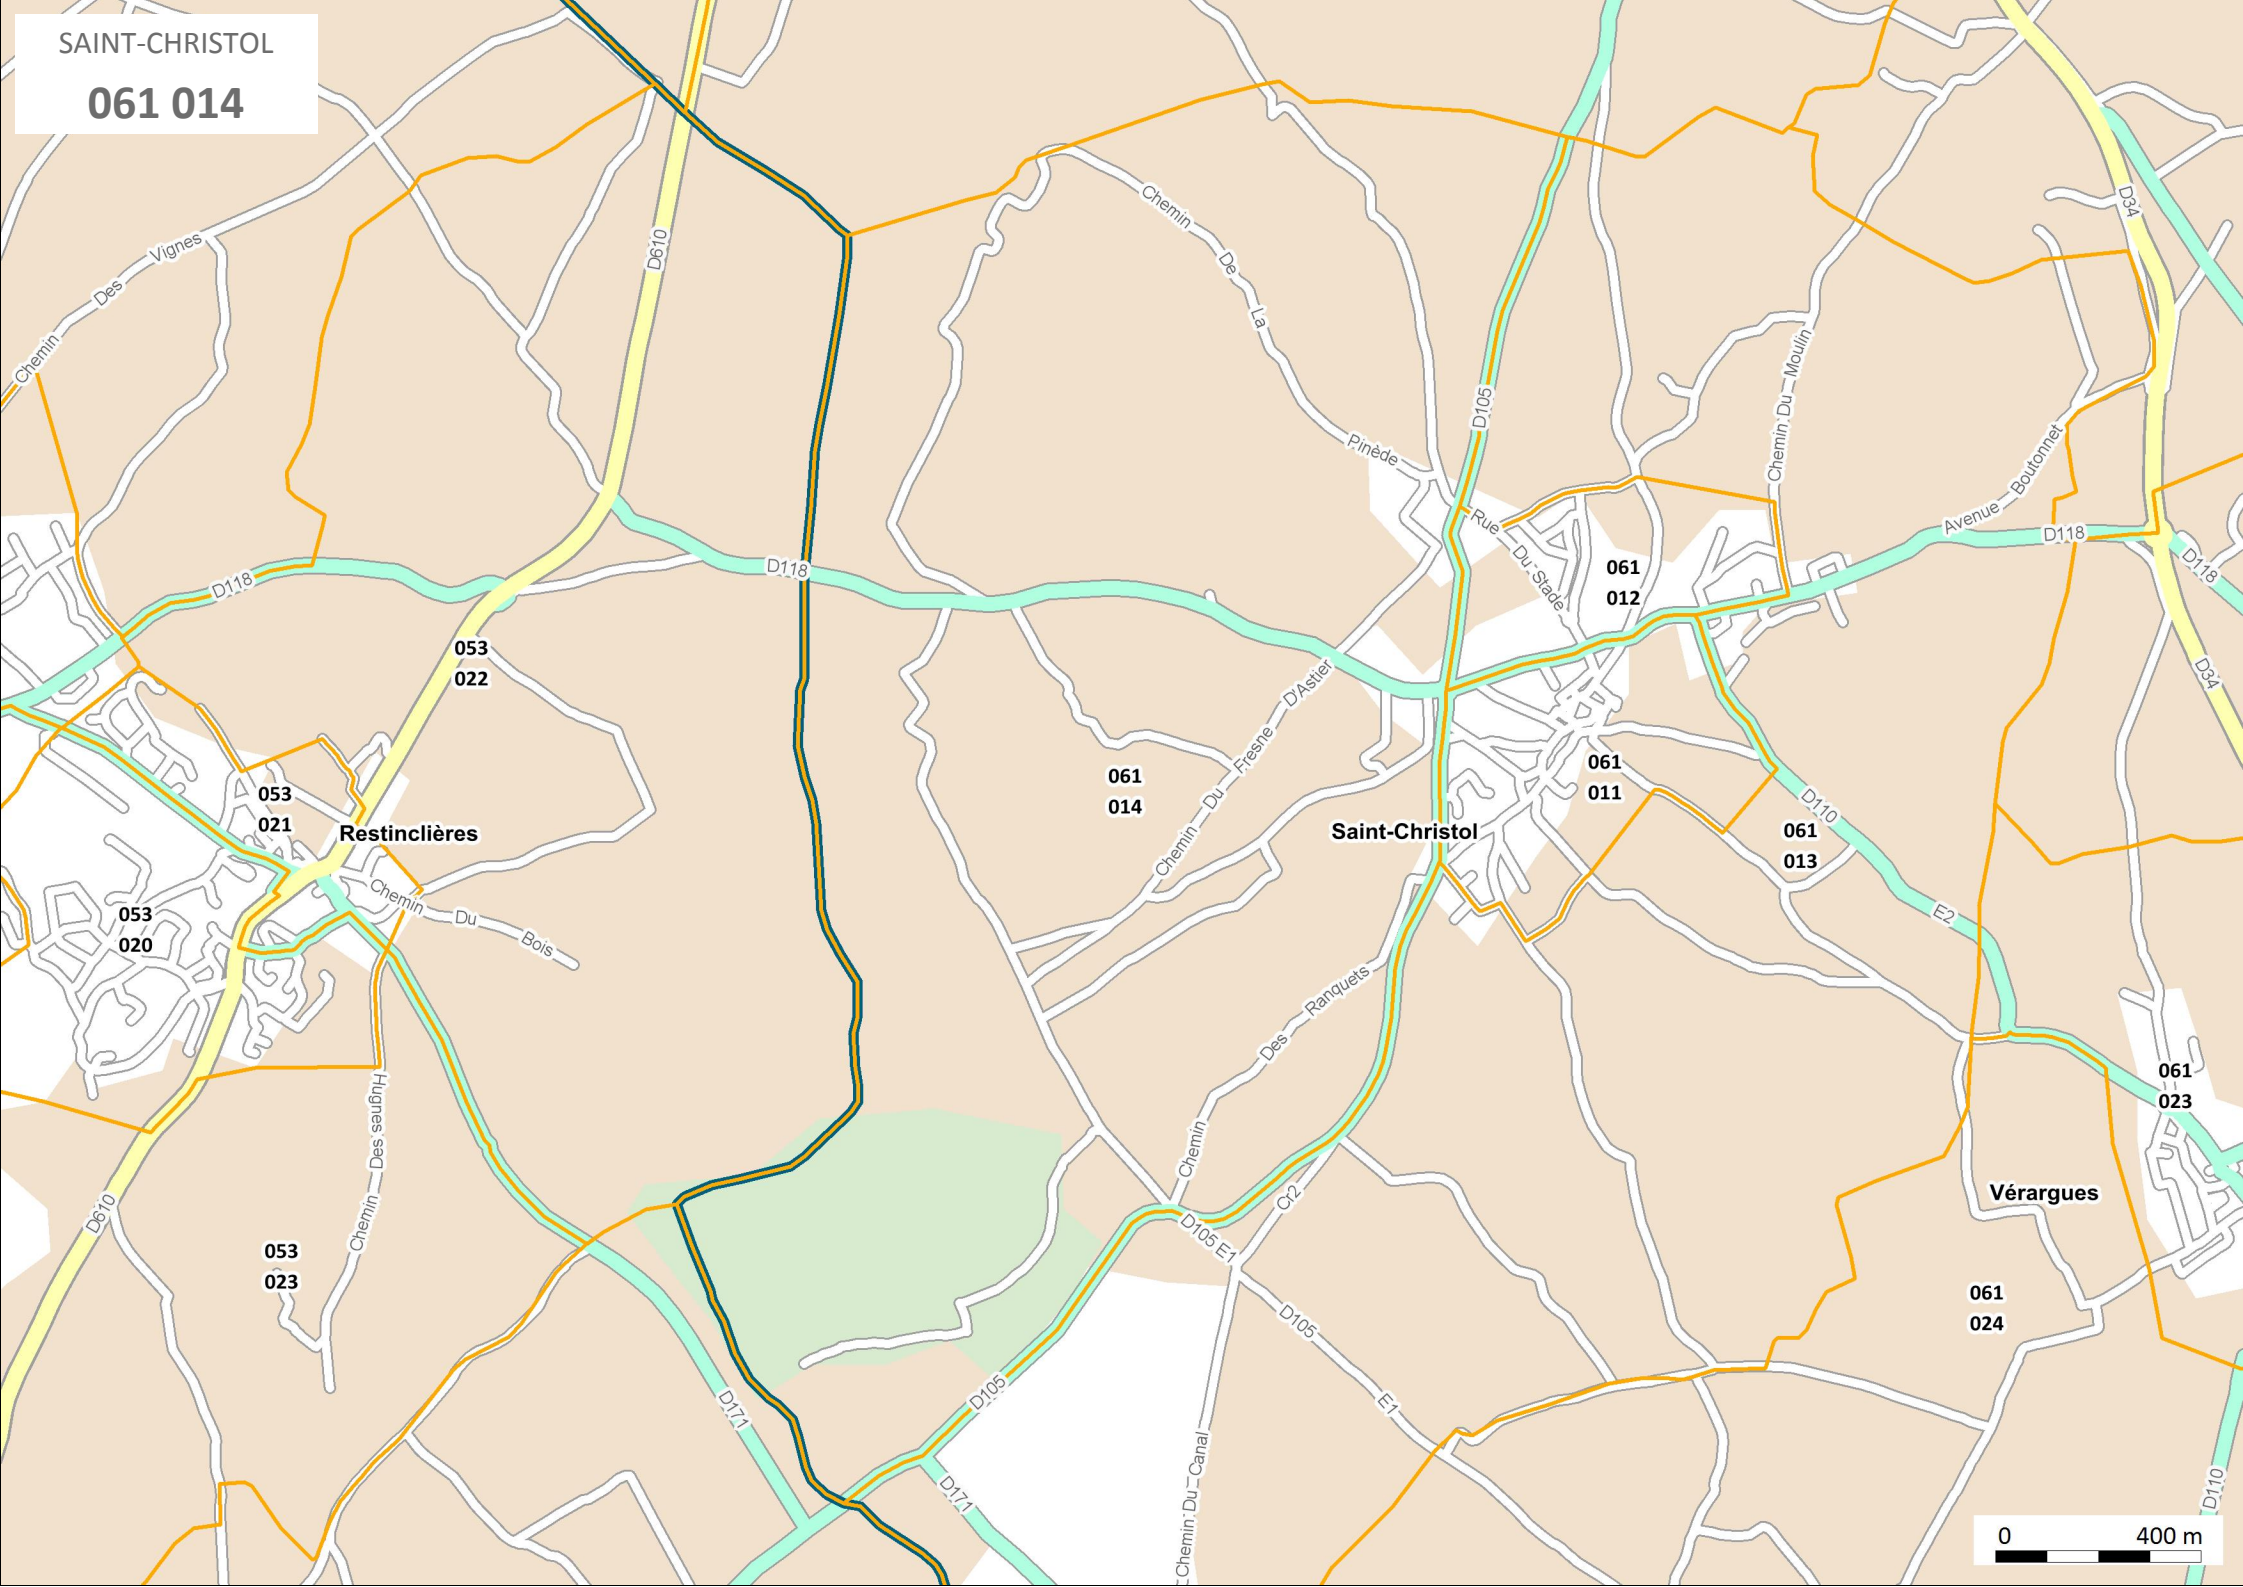 SAINT-CHRISTOL
061 014
D34
Chemin
De
La
Pinède
Chemin Des Vignes
D610
D105
Chemin Du Moulin
Avenue Boutonnet
Rue Du Stade
D118
D118
D118
D118
061
012
053
022
D34
Chemin Du Fresne D'Astier
061
014
061
011
053
021
Restinclières
Saint-Christol
D110
061
013
Chemin Du Bois
053
020
E2
Chemin Des Ranquets
Chemin Des Hugnes
061
023
Cr2
Vérargues
D610
D105 E1
053
023
061
024
D105 E1
D171
D105
D171
Chemin Du Canal
D110
0 400 m